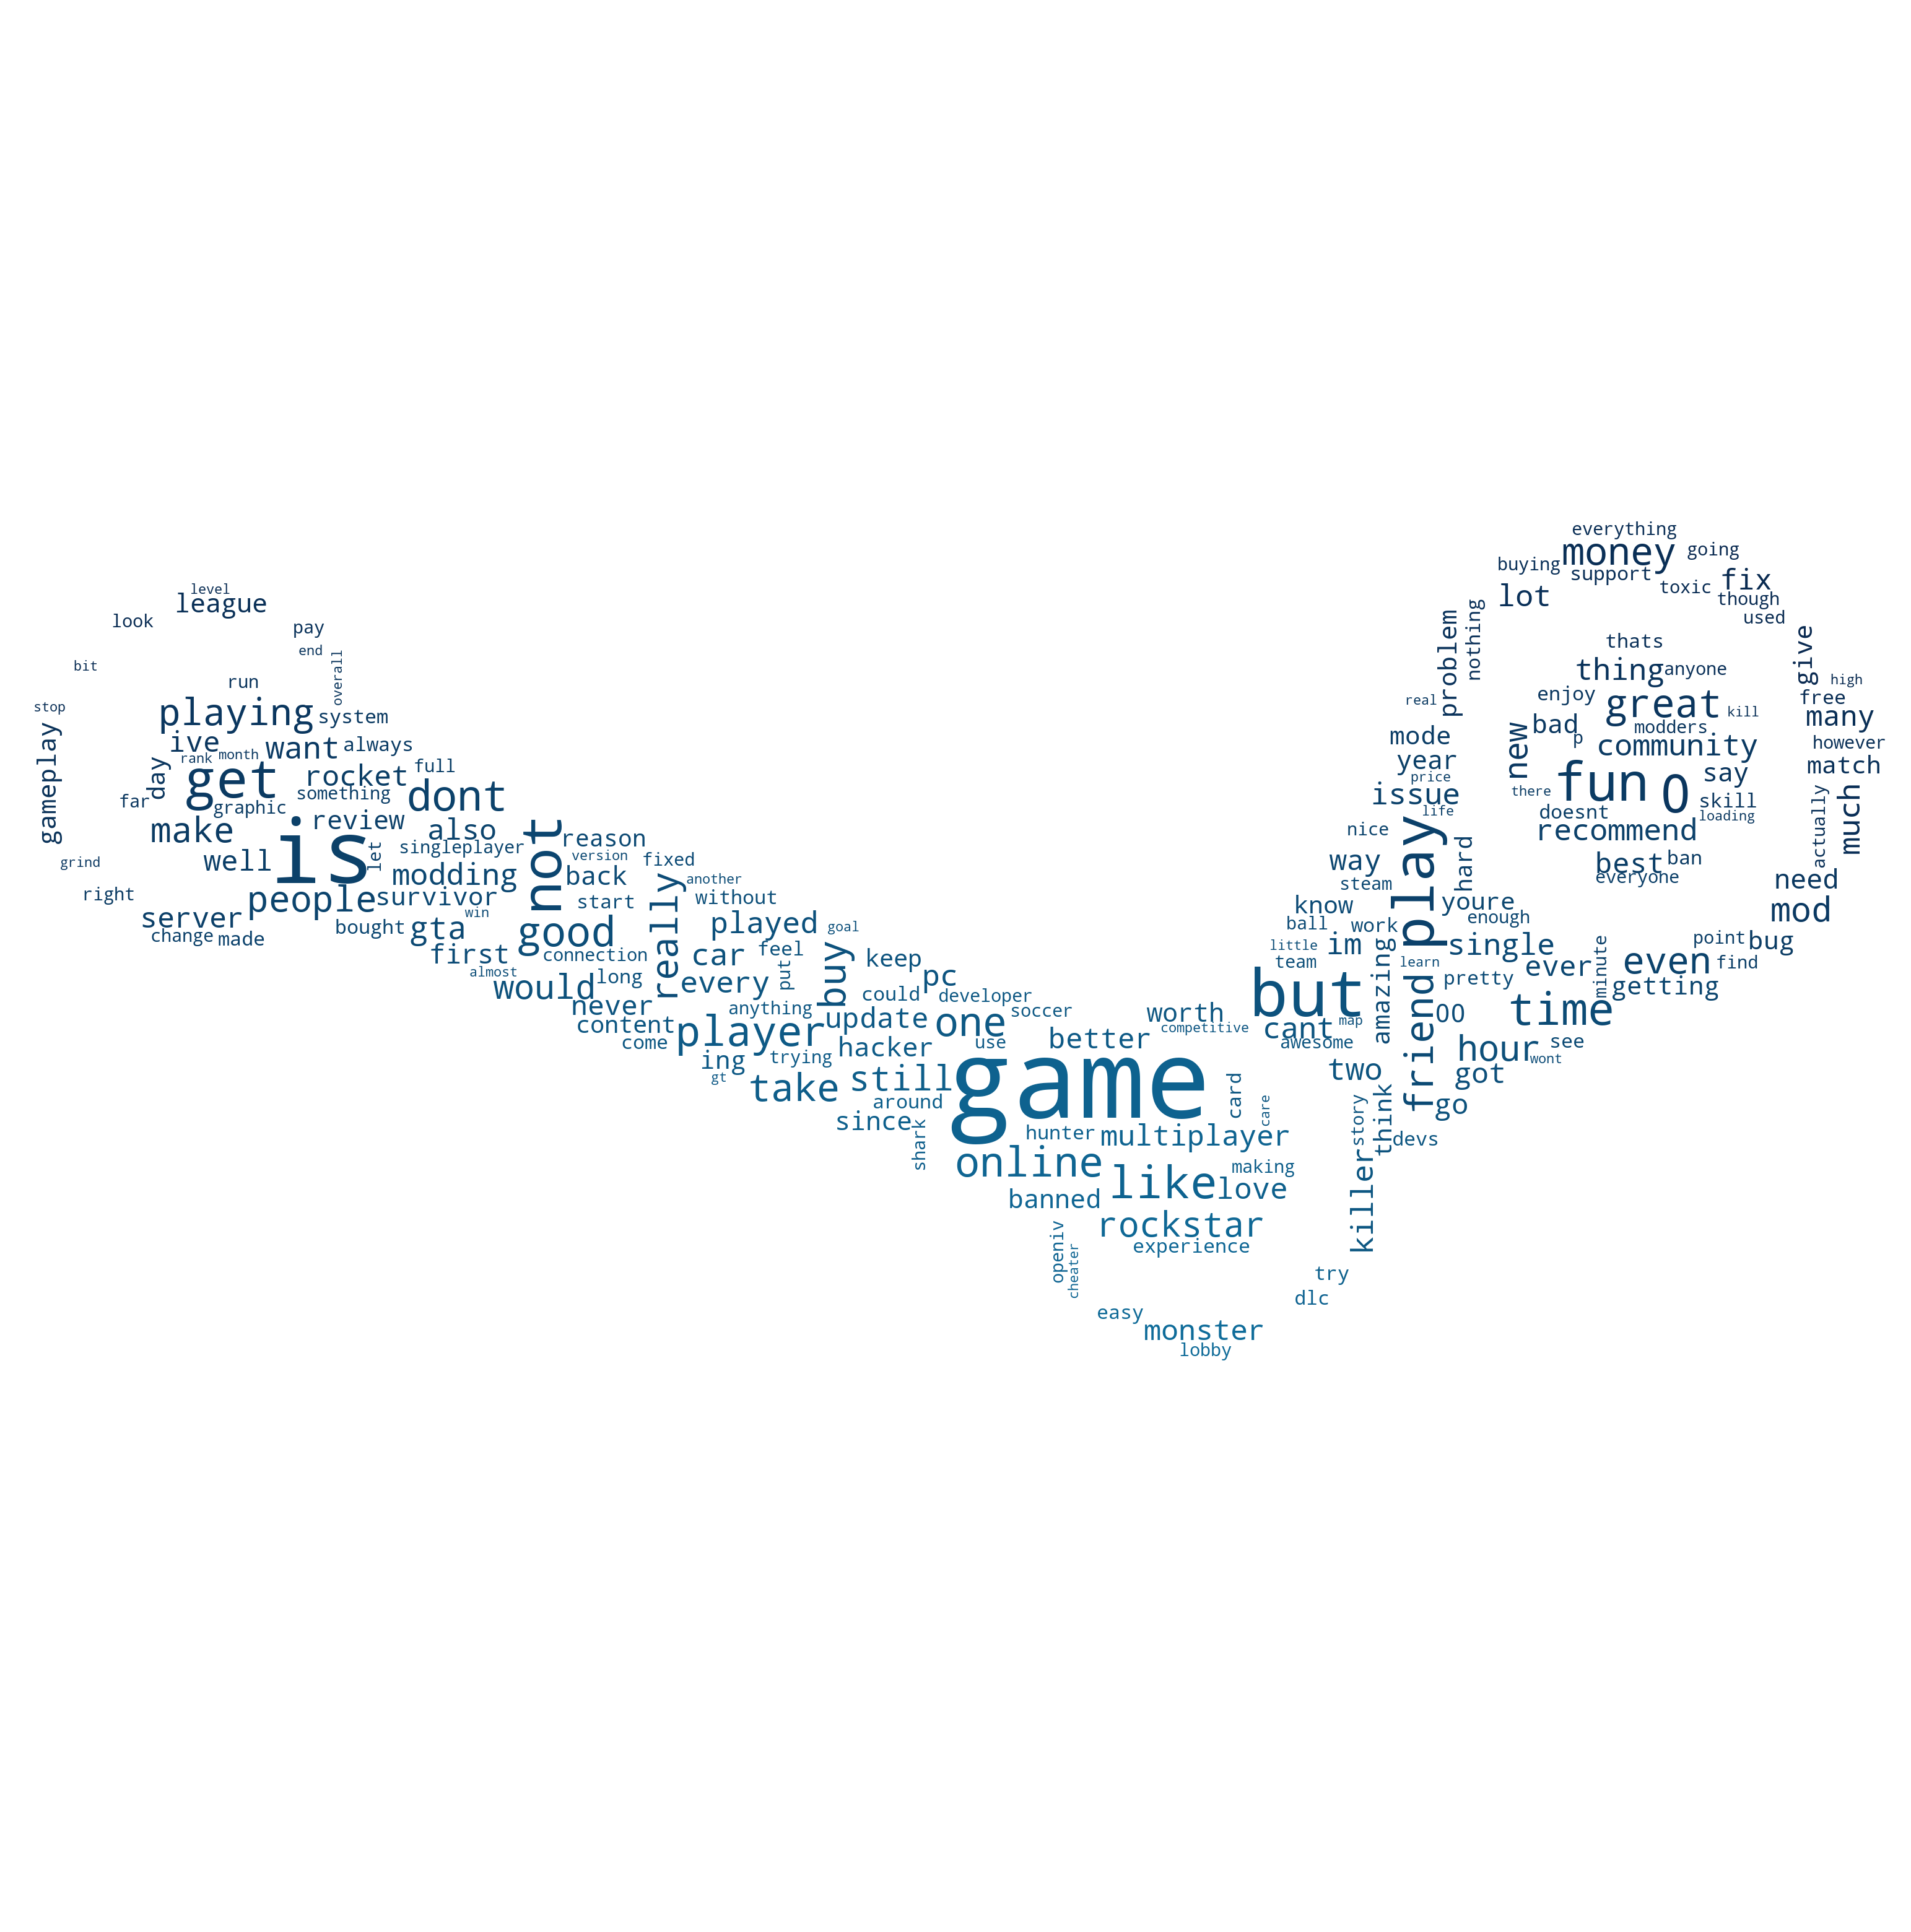 everything
money
going
buying
support
toxic
fix
lot
though
used
level
league
look
pay
end
bit
overall
run
stop
playing
system
gameplay
ive
month
rank
want
always
day
get
rocket
full
something
far
graphic
dont
make
review
also
well
is
let
singleplayer
not
reason
version
fixed
grind
modding
back
another
right
people
survivor
start
really
without
server
win
bought
gta
good
played
goal
change
made
first
connection
car
feel
almost
would
long
every
put
buy
keep
pc
never
could
developer
content
anything
player
update
one
soccer
come
ing
trying
hacker
use
better
worth
competitive
gt
take
still
game
around
since
shark
card
care
hunter
multiplayer
online
like
making
love
banned
rockstar
openiv
cheater
experience
easy
monster
lobby
try
dlc
killer
story
think
devs
two
friend
go
got
hour
wont
see
OO
but
cant
map
awesome
amazing
learn
pretty
time
minute
getting
ever
even
find
point
bug
single
little
team
im
ball
work
know
enough
youre
steam
way
play
hard
nice
life
issue
price
year
mode
real
problem
nothing
thats
thing
anyone
give
high
free
enjoy
great
kill
many
bad
modders
p
community
however
new
match
say
there
fun
O
skill
doesnt
loading
actually
much
recommend
best
ban
everyone
need
mod